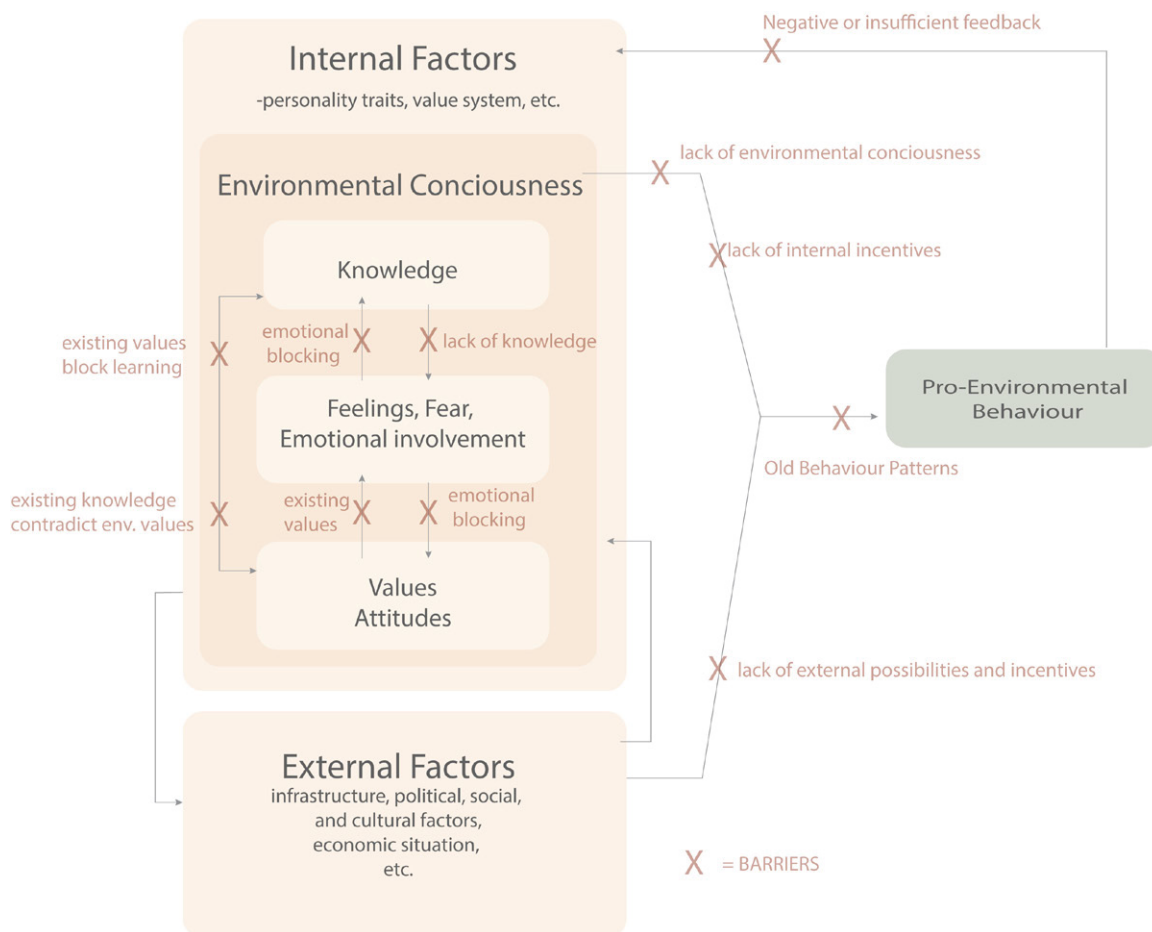 Negative or insufficient feedback
X
Internal Factors
-personality traits, value system, etc.
lack of environmental conciousness
X
Environmental Conciousness
lack of internal incentives
X
Knowledge
existing values
block learning
X
emotional
blocking
X
X
lack of knowledge
Pro-Environmental
Behaviour
Feelings, Fear,
Emotional involvement
X
Old Behaviour Patterns
existing knowledge
contradict env. values
X
existing
values
X
X
emotional
blocking
Values
Attitudes
X
lack of external possibilities and incentives
External Factors
infrastructure, political, social,
and cultural factors,
economic situation,
etc.
X = BARRIERS